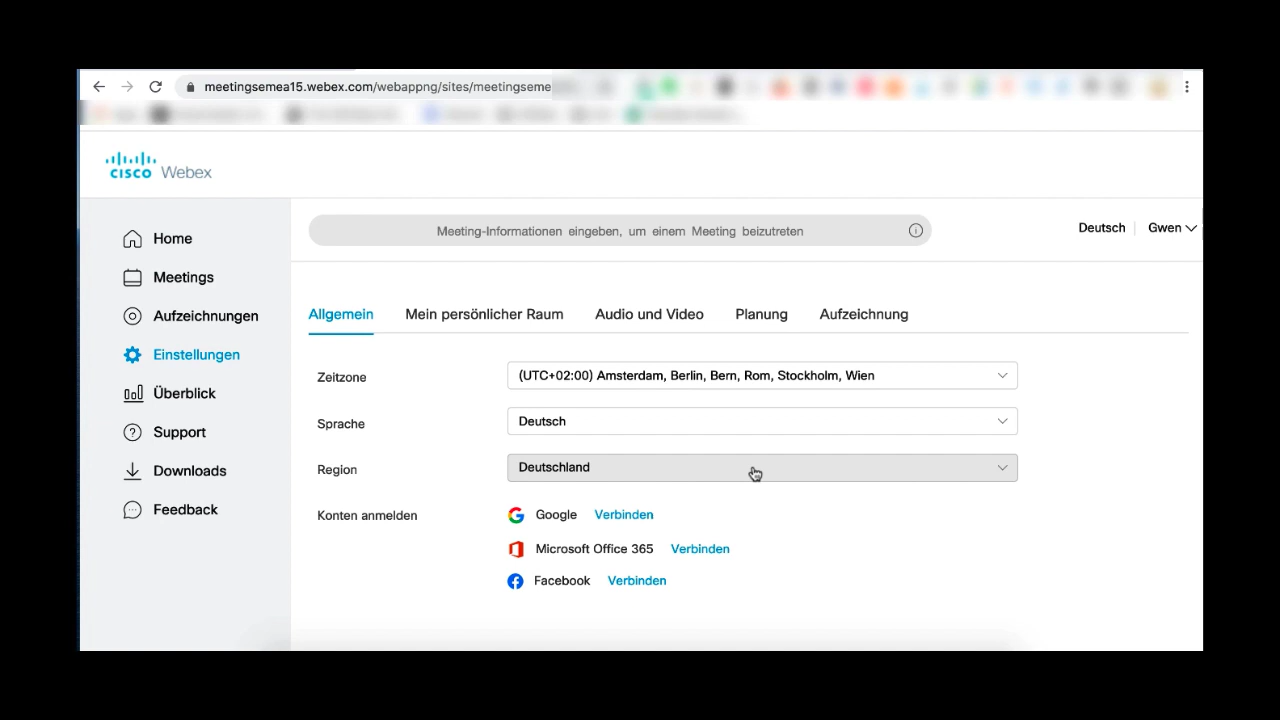 meetingsemea15.webex.com/webappng/sites/meetingseme
CISCO Webex
Meeting-Informationen eingeben, um einem Meeting beizutreten
Deutsch
Gwen
Home
Meetings
Aufzeichnungen
Einstellungen
Überblick
Support
Downloads
Feedback
Allgemein Mein persönlicher Raum Audio und Video Planung Aufzeichnung
Zeitzone (UTC+02:00) Amsterdam, Berlin, Bern, Rom, Stockholm, Wien
Sprache Deutsch
Region Deutschland
Konten anmelden Google Verbinden
Microsoft Office 365 Verbinden
Facebook Verbinden